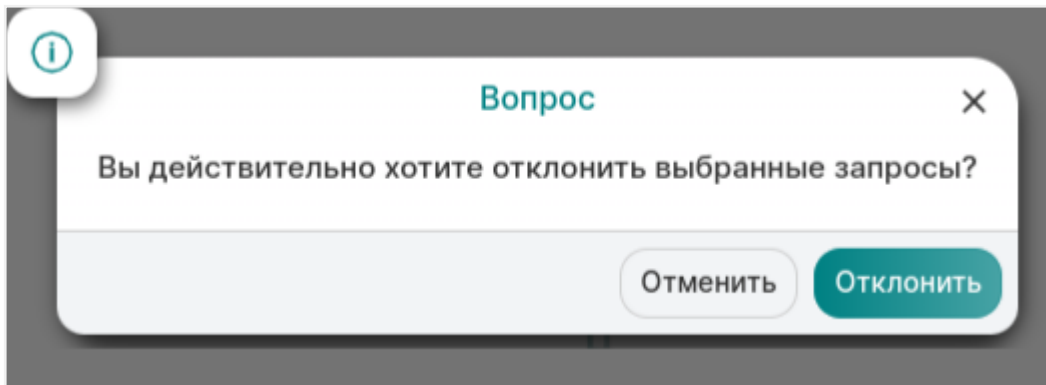 Вопрос
Вы действительно хотите отклонить выбранные запросы?
Отменить
Отклонить